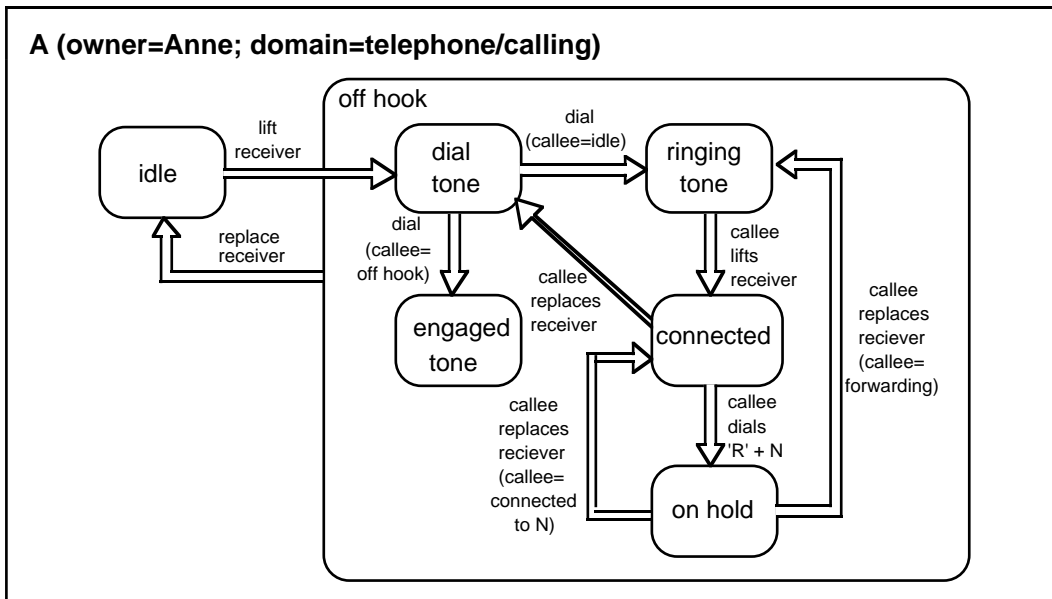 A (owner=Anne; domain=telephone/calling)
off hook
idle
lift
receiver
dial
tone
dial
(callee=idle)
ringing
tone
replace
receiver
dial
(callee=
off hook)
callee
replaces
receiver
callee
lifts
receiver
engaged
tone
connected
callee
replaces
reciever
(callee=
forwarding)
callee
replaces
reciever
(callee=
connected
to N)
callee
dials
'R' + N
on hold